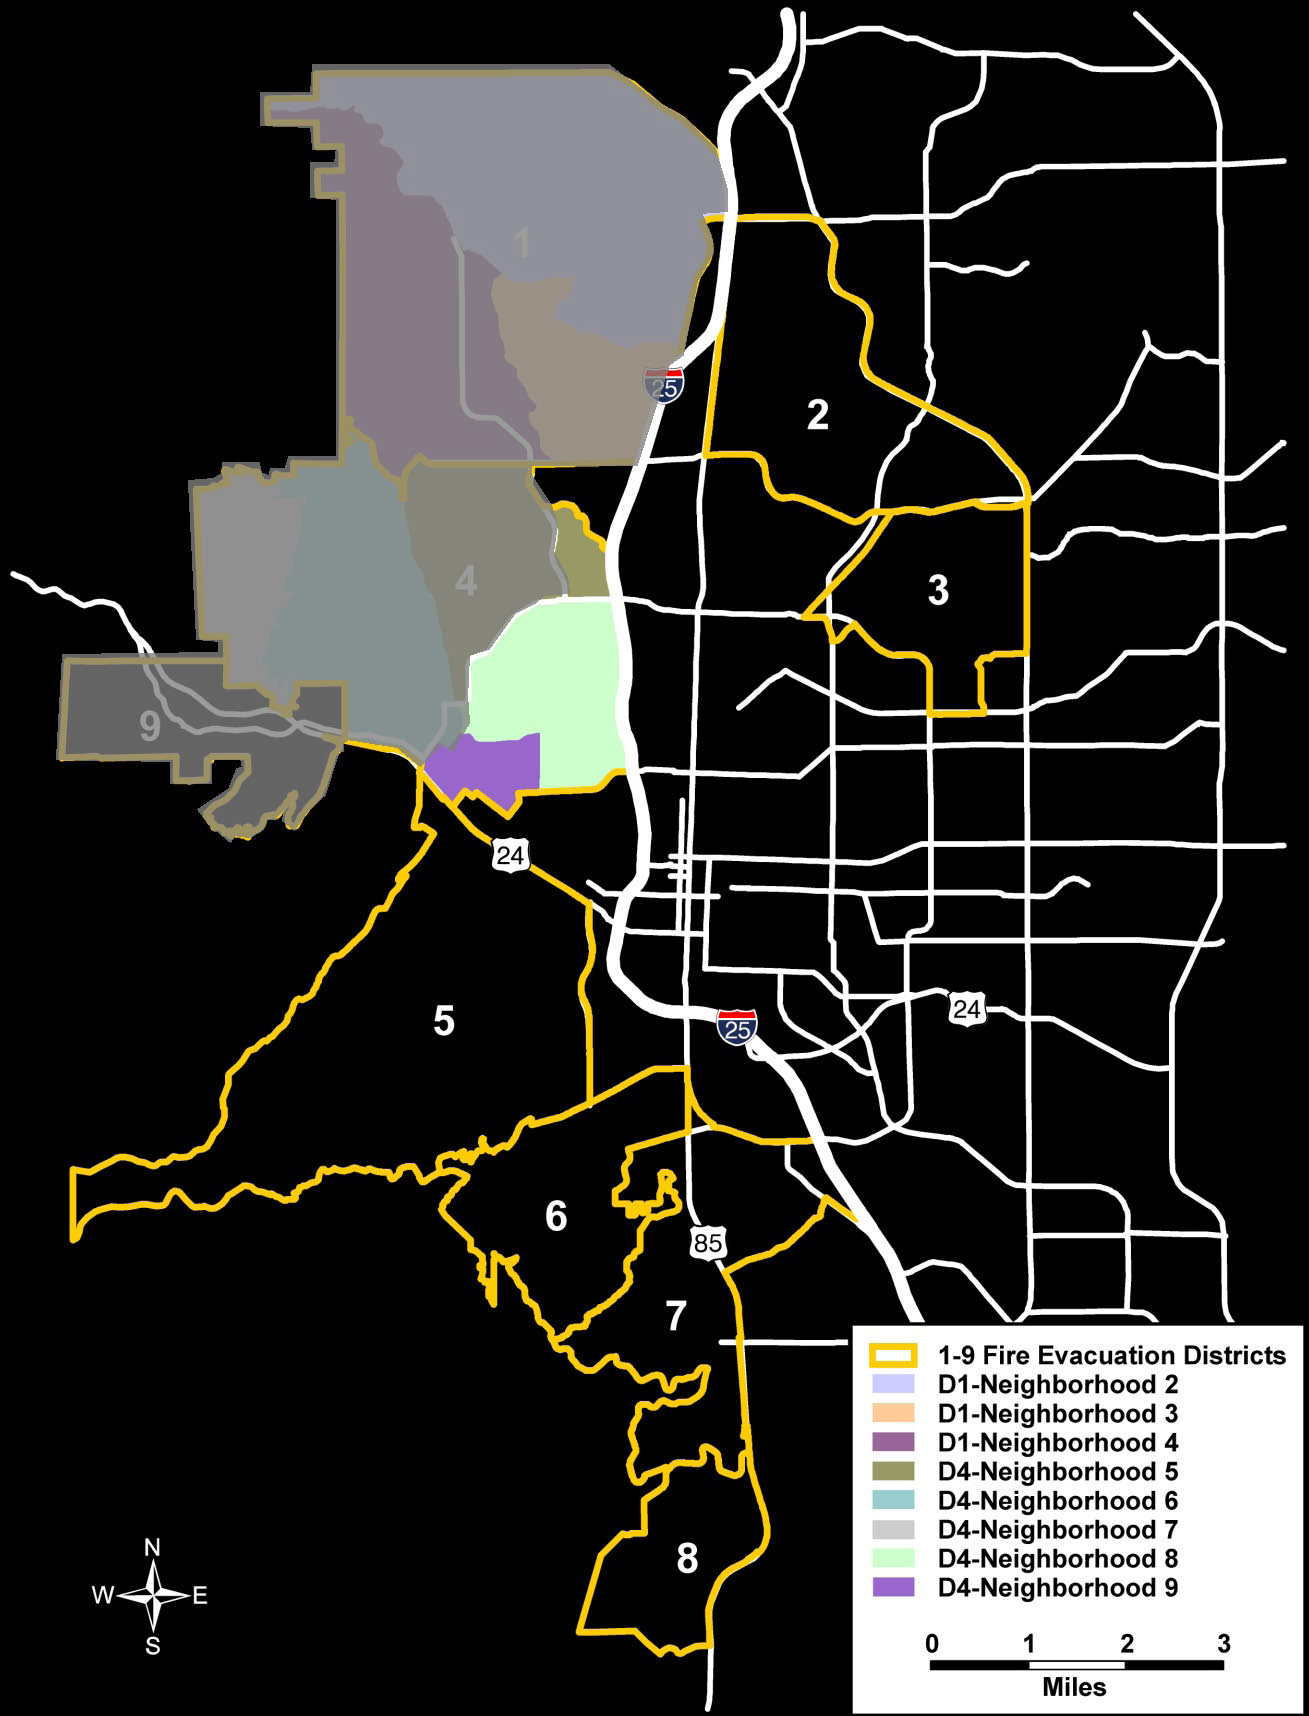 1
25
2
4
3
9
24
5
25
24
6
85
7
8
1-9 Fire Evacuation Districts
D1-Neighborhood 2
D1-Neighborhood 3
D1-Neighborhood 4
D4-Neighborhood 5
D4-Neighborhood 6
D4-Neighborhood 7
D4-Neighborhood 8
D4-Neighborhood 9
0 1 2 3
Miles
N
W E
S